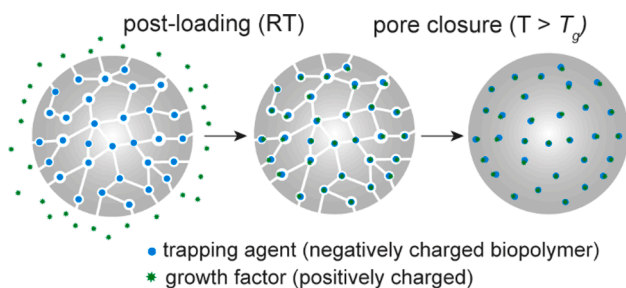 post-loading (RT)
pore closure (T > Tg)
trapping agent (negatively charged biopolymer)
growth factor (positively charged)